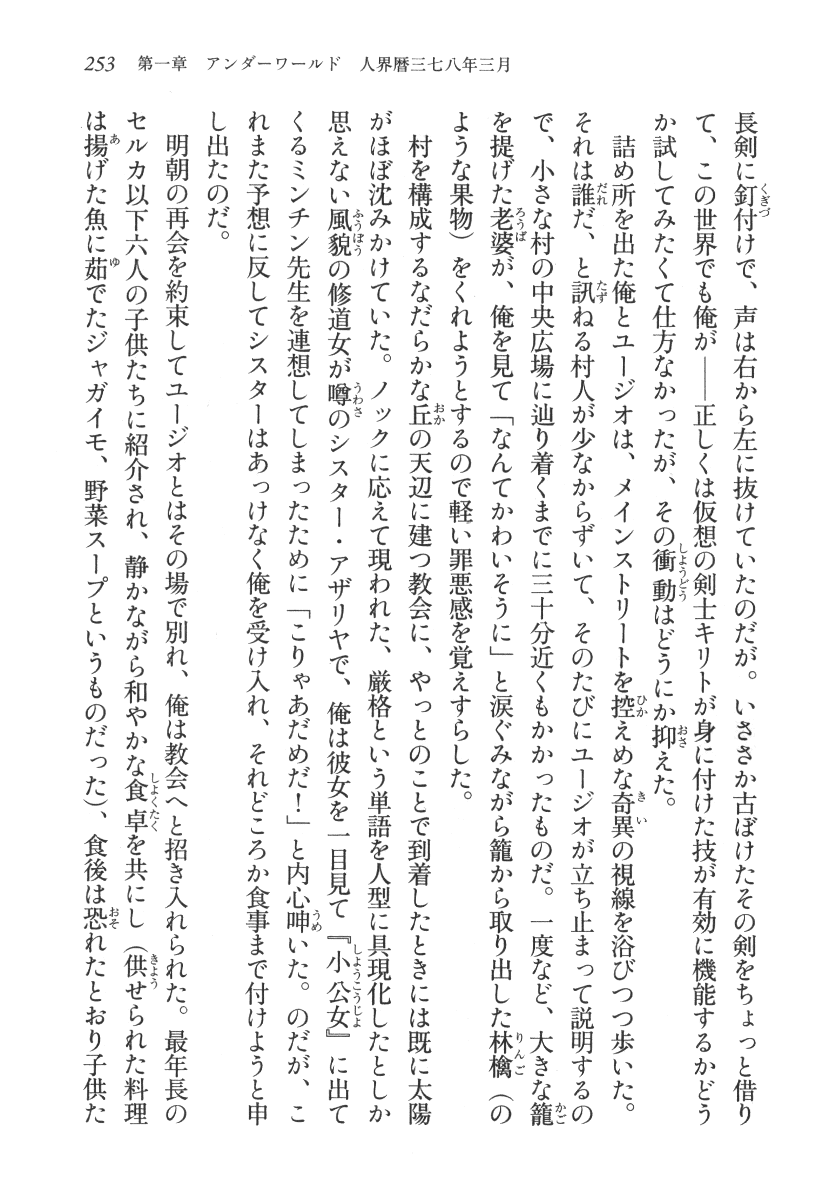 253　第一章　アンダーワールド　人界暦三七八年三月
長剣に釘付けで、声は右から左に抜けていたのだが。いささか古ぼけたその剣をちょっと借り
て、この世界でも俺が――正しくは仮想の剣士キリトが身に付けた技が有効に機能するかどう
か試してみたくて仕方なかったが、その衝動はどうにか抑えた。
詰め所を出た俺とユージオは、メインストリートを控えめな奇異の視線を浴びつつ歩いた。
それは誰だ、と訊ねる村人が少なからずいて、そのたびにユージオが立ち止まって説明するの
で、小さな村の中央広場に辿り着くまでに三十分近くもかかったものだ。一度など、大きな籠
を提げた老婆が、俺を見て「なんてかわいそうに」と涙ぐみながら籠から取り出した林檎（の
ような果物）をくれようとするので軽い罪悪感を覚えすらした。
村を構成するなだらかな丘の天辺に建つ教会に、やっとのことで到着したときには既に太陽
がほぼ沈みかけていた。ノックに応えて現われた、厳格という単語を人型に具現化したとしか
思えない風貌の修道女が噂のシスター・アザリヤで、俺は彼女を一目見て『小公女』に出て
くるミンチン先生を連想してしまったために「こりゃあだめだ！」と内心呻いた。のだが、こ
れまた予想に反してシスターはあっけなく俺を受け入れ、それどころか食事まで付けようと申
し出たのだ。
明朝の再会を約束してユージオとはその場で別れ、俺は教会へと招き入れられた。最年長の
セルカ以下六人の子供たちに紹介され、静かながら和やかな食卓を共にし（供せられた料理
は揚げた魚に茹でたジャガイモ、野菜スープというものだった）、食後は恐れたとおり子供た